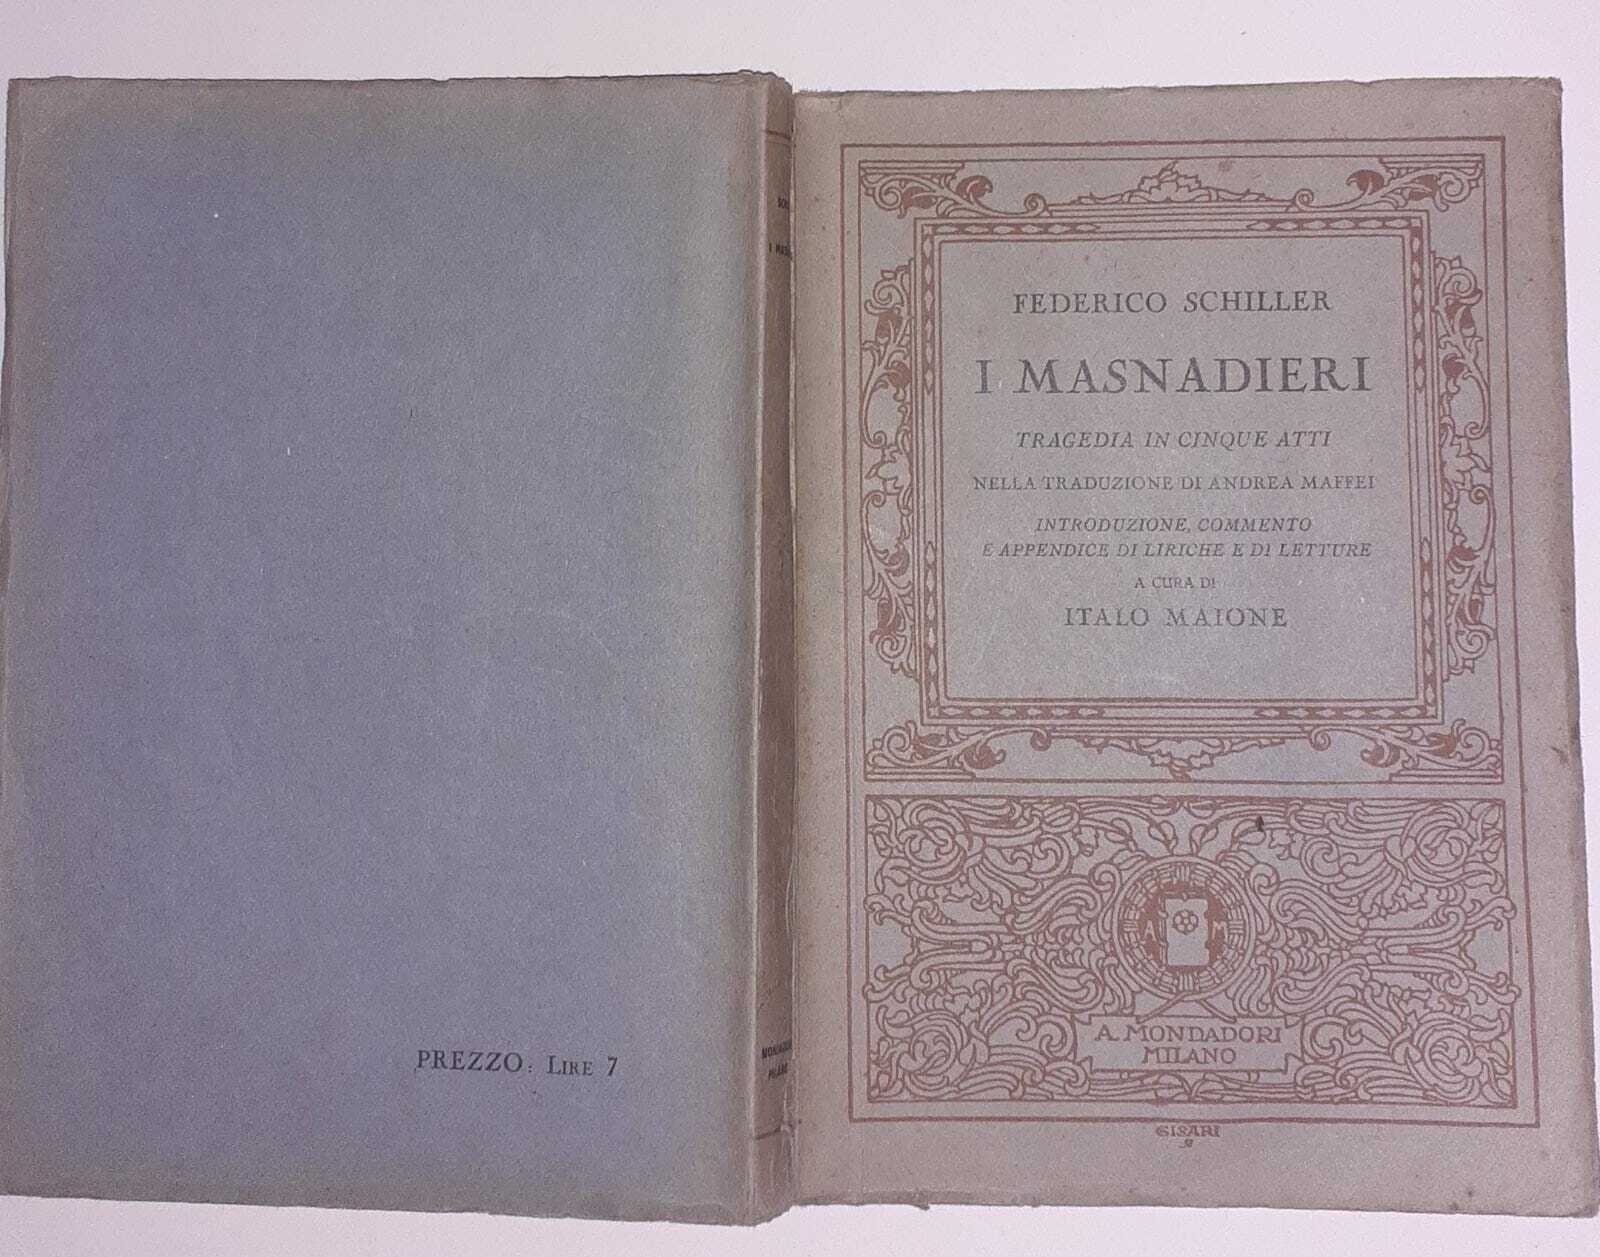 PREZZO: LIRE 7
FEDERICO SCHILLER
I MASNADIERI
TRAGEDIA IN CINQUE ATTI
NELLA TRADUZIONE DI ANDREA MAFFEI
INTRODUZIONE, COMMENTO
E APPENDICE DI LIRICHE E DI LETTURE
A CURA DI
ITALO MAIONE
A M
A. MONDADORI
MILANO